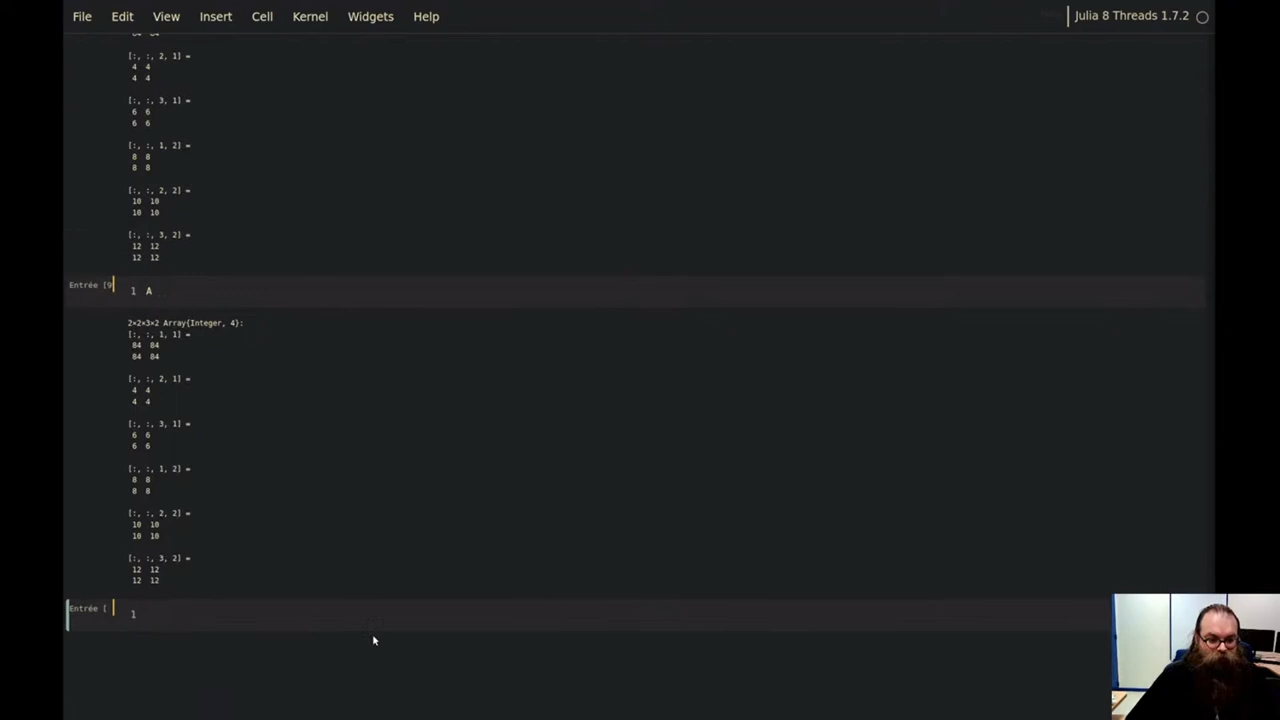 File Edit View Insert Cell Kernel Widgets Help
Julia 8 Threads 1.7.2
84 84
[:, :, 2, 1] =
4 4
4 4
[:, :, 3, 1] =
6 6
6 6
[:, :, 1, 2] =
8 8
8 8
[:, :, 2, 2] =
10 10
10 10
[:, :, 3, 2] =
12 12
12 12
Entrée [9
1 A
2×2×3×2 Array{Integer, 4}:
[:, :, 1, 1] =
84 84
84 84
[:, :, 2, 1] =
4 4
4 4
[:, :, 3, 1] =
6 6
6 6
[:, :, 1, 2] =
8 8
8 8
[:, :, 2, 2] =
10 10
10 10
[:, :, 3, 2] =
12 12
12 12
Entrée [
1